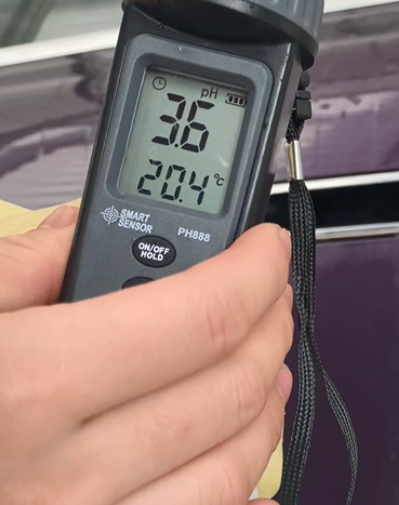 pH
3.6
20.4 °C
SMART
SENSOR
PH888
ON/OFF
HOLD